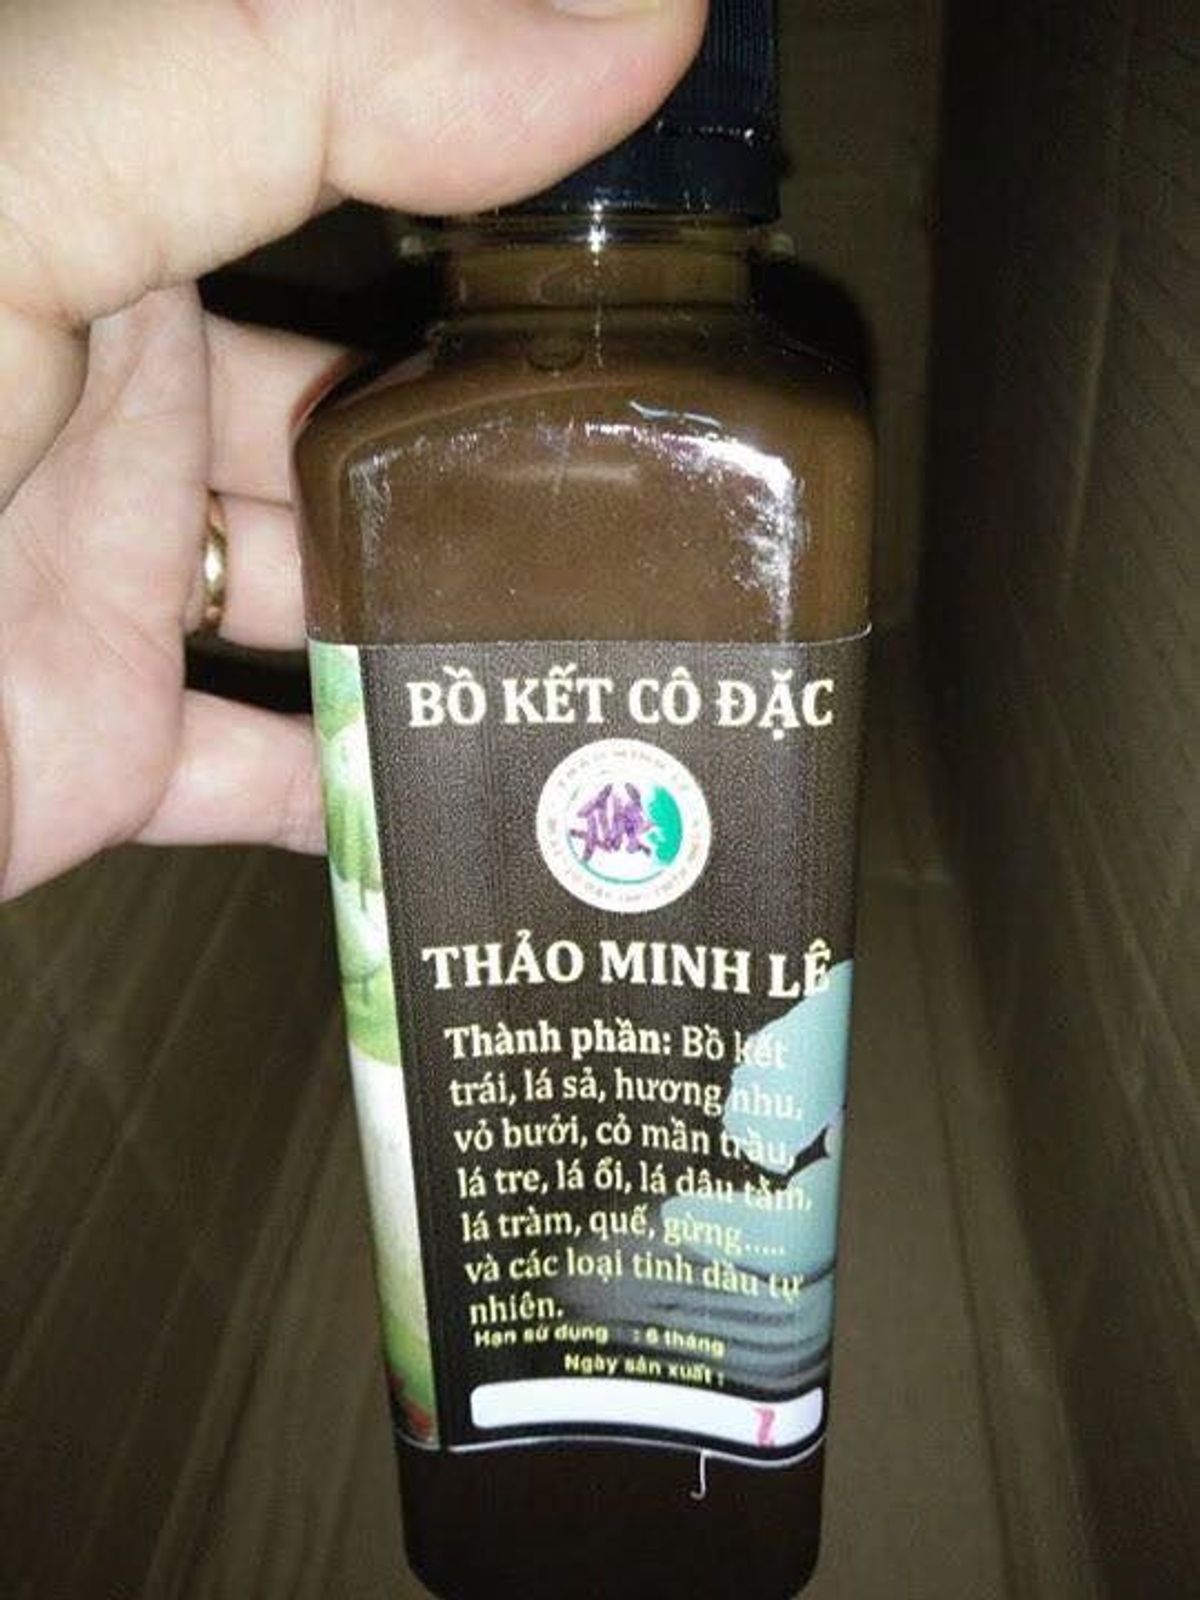 BỒ KẾT CÔ ĐẶC
THẢO MINH LÊ
Thành phần: Bồ kết
trái, lá sả, hương nhu,
vỏ bưởi, cỏ mần trầu,
lá tre, lá ổi, lá dâu tằm,
lá tràm, quế, gừng.....
và các loại tinh dầu tự
nhiên.
Hạn sử dụng : 6 tháng
Ngày sản xuất :